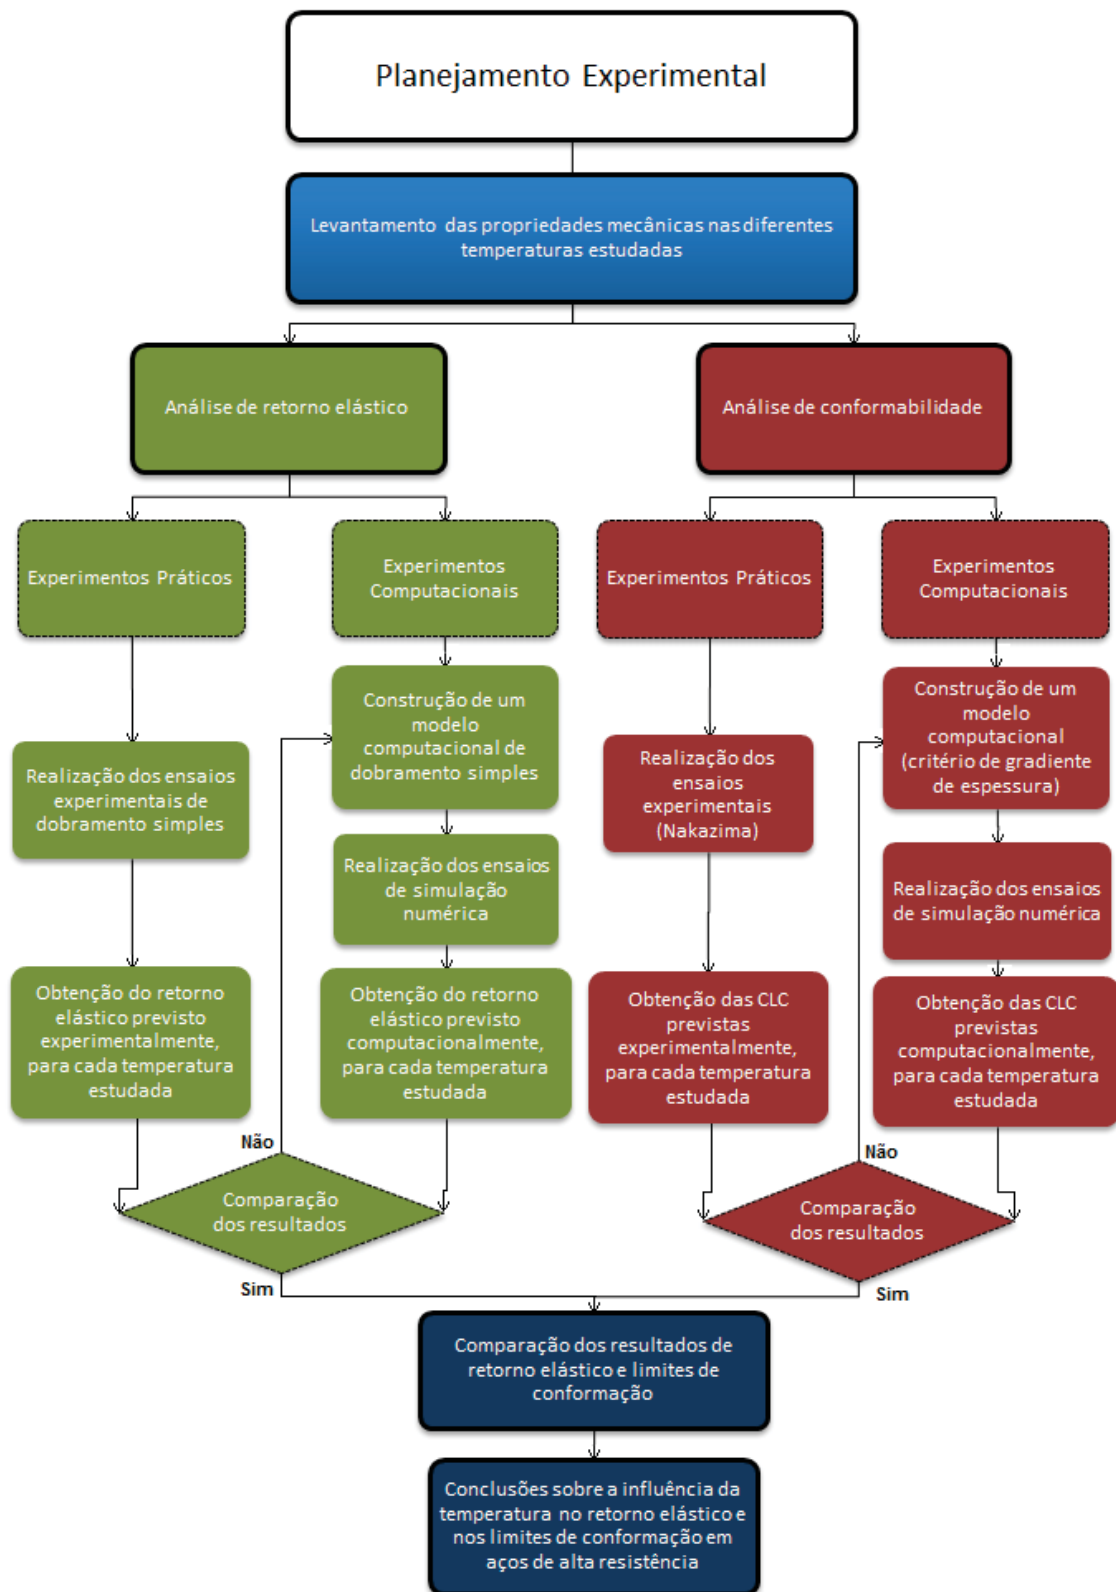 Planejamento Experimental
Levantamento das propriedades mecânicas nas diferentes
temperaturas estudadas
Análise de retorno elástico
Análise de conformabilidade
Experimentos Práticos
Experimentos
Computacionais
Experimentos Práticos
Experimentos
Computacionais
Realização dos ensaios
experimentais de
dobramento simples
Construção de um
modelo
computacional de
dobramento simples
Realização dos
ensaios
experimentais
(Nakazima)
Construção de um
modelo
computacional
(critério de gradiente
de espessura)
Realização dos ensaios
de simulação
numérica
Realização dos ensaios
de simulação numérica
Obtenção do retorno
elástico previsto
experimentalmente,
para cada temperatura
estudada
Obtenção do retorno
elástico previsto
computacionalmente,
para cada temperatura
estudada
Obtenção das CLC
previstas
experimentalmente,
para cada temperatura
estudada
Obtenção das CLC
previstas
computacionalmente,
para cada temperatura
estudada
Não
Comparação
dos resultados
Sim
Não
Comparação
dos resultados
Sim
Comparação dos resultados de
retorno elástico e limites de
conformação
Conclusões sobre a influência da
temperatura no retorno elástico e
nos limites de conformação em
aços de alta resistência